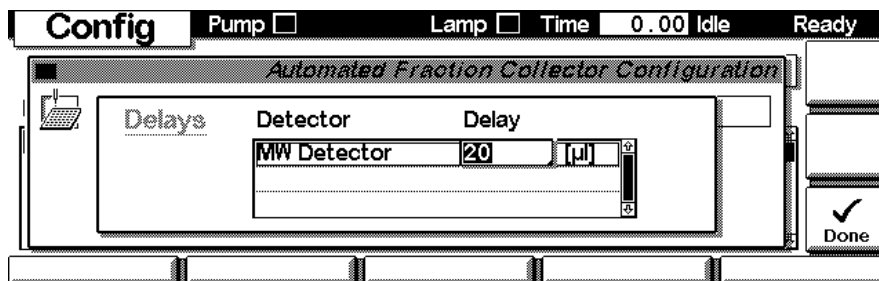 Config Pump Lamp Time 0.00 Idle Ready
Automated Fraction Collector Configuration
Delays Detector Delay
MW Detector 20 [µl]
Done